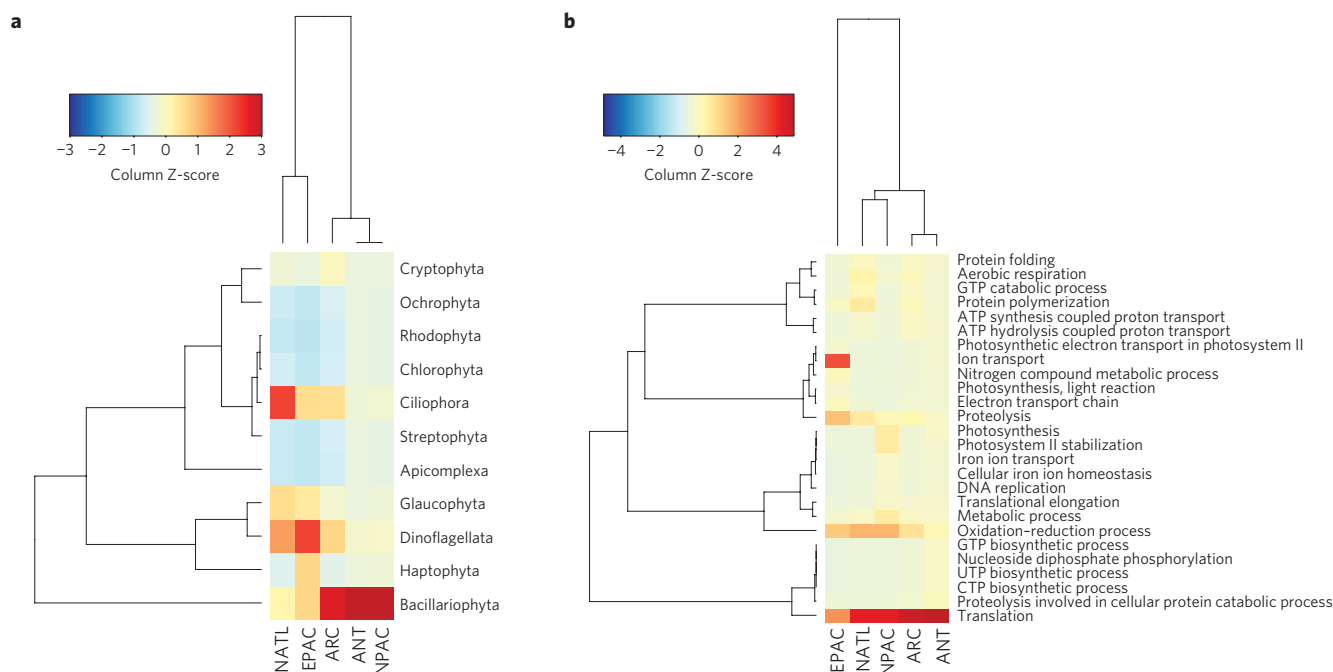 a
−3 −2 −1 0 1 2 3
Column Z-score
Cryptophyta
Ochrophyta
Rhodophyta
Chlorophyta
Ciliophora
Streptophyta
Apicomplexa
Glaucophyta
Dinoflagellata
Haptophyta
Bacillariophyta
NATL
EPAC
ARC
ANT
NPAC
b
−4 −2 0 2 4
Column Z-score
Protein folding
Aerobic respiration
GTP catabolic process
Protein polymerization
ATP synthesis coupled proton transport
ATP hydrolysis coupled proton transport
Photosynthetic electron transport in photosystem II
Ion transport
Nitrogen compound metabolic process
Photosynthesis, light reaction
Electron transport chain
Proteolysis
Photosynthesis
Photosystem II stabilization
Iron ion transport
Cellular iron ion homeostasis
DNA replication
Translational elongation
Metabolic process
Oxidation–reduction process
GTP biosynthetic process
Nucleoside diphosphate phosphorylation
UTP biosynthetic process
CTP biosynthetic process
Proteolysis involved in cellular protein catabolic process
Translation
EPAC
NATL
NPAC
ARC
ANT